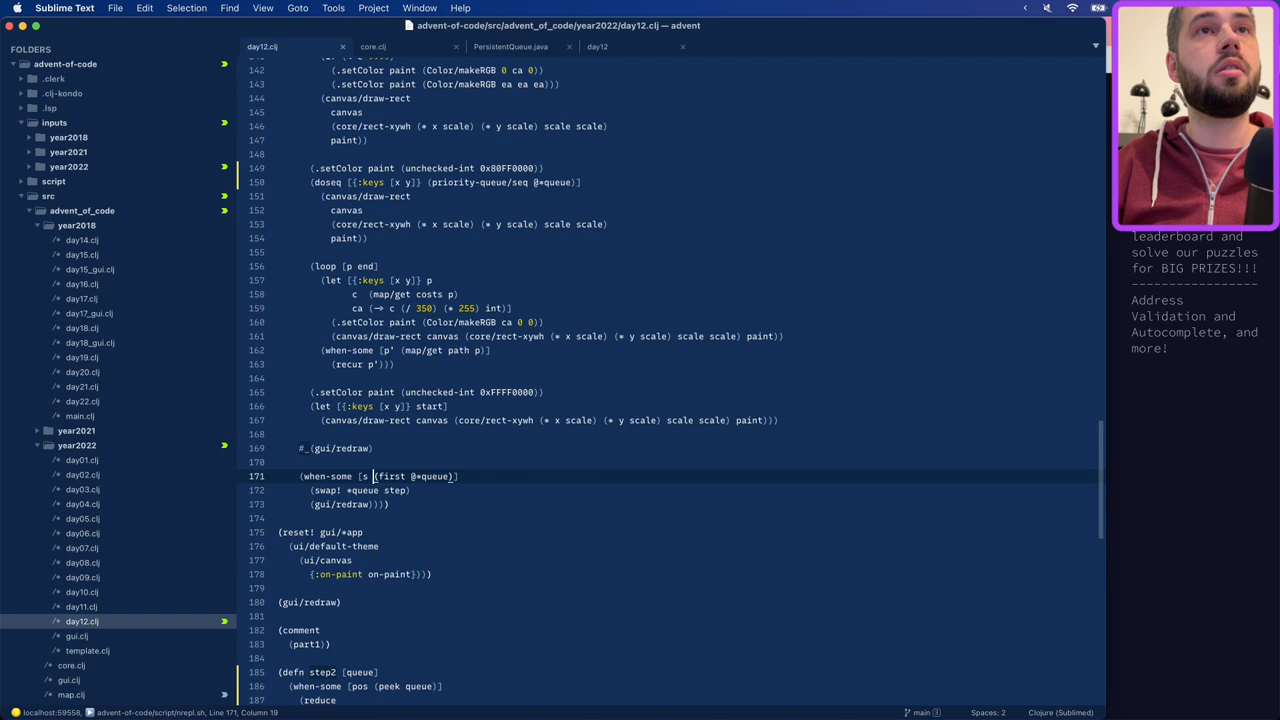 Sublime Text File Edit Selection Find View Goto Tools Project Window Help
advent-of-code/src/advent_of_code/year2022/day12.clj — advent
FOLDERS
advent-of-code
.clerk
.clj-kondo
.lsp
inputs
year2018
year2021
year2022
script
src
advent_of_code
year2018
day14.clj
day15.clj
day15_gui.clj
day16.clj
day17.clj
day17_gui.clj
day18.clj
day18_gui.clj
day19.clj
day20.clj
day21.clj
day22.clj
main.clj
year2021
year2022
day01.clj
day02.clj
day03.clj
day04.clj
day05.clj
day06.clj
day07.clj
day08.clj
day09.clj
day10.clj
day11.clj
day12.clj
gui.clj
template.clj
core.clj
gui.clj
map.clj
day12.clj core.clj PersistentQueue.java day12
142 (.setColor paint (Color/makeRGB 0 ca 0))
143 (.setColor paint (Color/makeRGB ea ea ea)))
144 (canvas/draw-rect
145 canvas
146 (core/rect-xywh (* x scale) (* y scale) scale scale)
147 paint))
148
149 (.setColor paint (unchecked-int 0x80FF0000))
150 (doseq [{:keys [x y]} (priority-queue/seq @*queue)]
151 (canvas/draw-rect
152 canvas
153 (core/rect-xywh (* x scale) (* y scale) scale scale)
154 paint))
155
156 (loop [p end]
157 (let [{:keys [x y]} p
158 c (map/get costs p)
159 ca (-> c (/ 350) (* 255) int)]
160 (.setColor paint (Color/makeRGB ca 0 0))
161 (canvas/draw-rect canvas (core/rect-xywh (* x scale) (* y scale) scale scale) paint))
162 (when-some [p' (map/get path p)]
163 (recur p')))
164
165 (.setColor paint (unchecked-int 0xFFFF0000))
166 (let [{:keys [x y]} start]
167 (canvas/draw-rect canvas (core/rect-xywh (* x scale) (* y scale) scale scale) paint)))
168
169 #_(gui/redraw)
170
171 (when-some [s (first @*queue)]
172 (swap! *queue step)
173 (gui/redraw))))
174
175 (reset! gui/*app
176 (ui/default-theme
177 (ui/canvas
178 {:on-paint on-paint})))
179
180 (gui/redraw)
181
182 (comment
183 (part1))
184
185 (defn step2 [queue]
186 (when-some [pos (peek queue)]
187 (reduce
leaderboard and
solve our puzzles
for BIG PRIZES!!!
-----------------
Address
Validation and
Autocomplete, and
more!
localhost:59558, advent-of-code/script/nrepl.sh, Line 171, Column 19 main 3 Spaces: 2 Clojure (Sublimed)